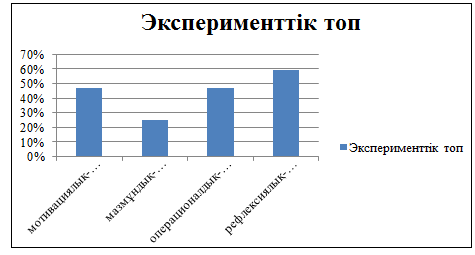 Эксперименттік топ
70%
60%
50%
40%
30%
20%
10%
0%
Эксперименттік топ
мотивациялық-…
мазмұндық-…
операционалдық-…
рефлексиялық-…